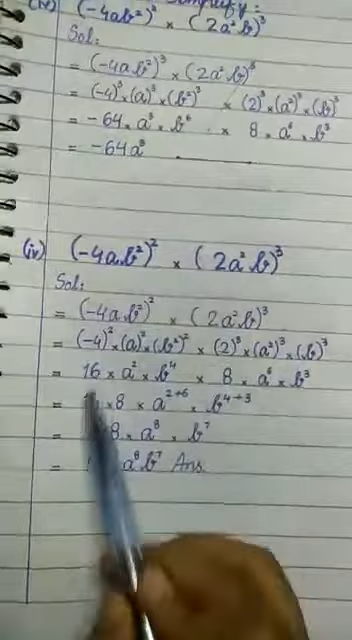 (iv) (-4ab²)³ × (2a²b)³
Sol:
= (-4ab²)³ × (2a²b)³
= (-4)³×(a)³×(b²)³ × (2)³×(a²)³×(b)³
= -64 × a³ × b⁶ × 8 × a⁶ × b³
= -64a
(iv) (-4ab²)² × (2a²b)³
Sol:
= (-4ab²)² × (2a²b)³
= (-4)²×(a)²×(b²)² × (2)³×(a²)³×(b)³
= 16 × a² × b⁴ × 8 × a⁶ × b³
= × 8 × a²⁺⁶ × b⁴⁺³
= 8 × a⁸ × b⁷
= a⁸b⁷ Ans